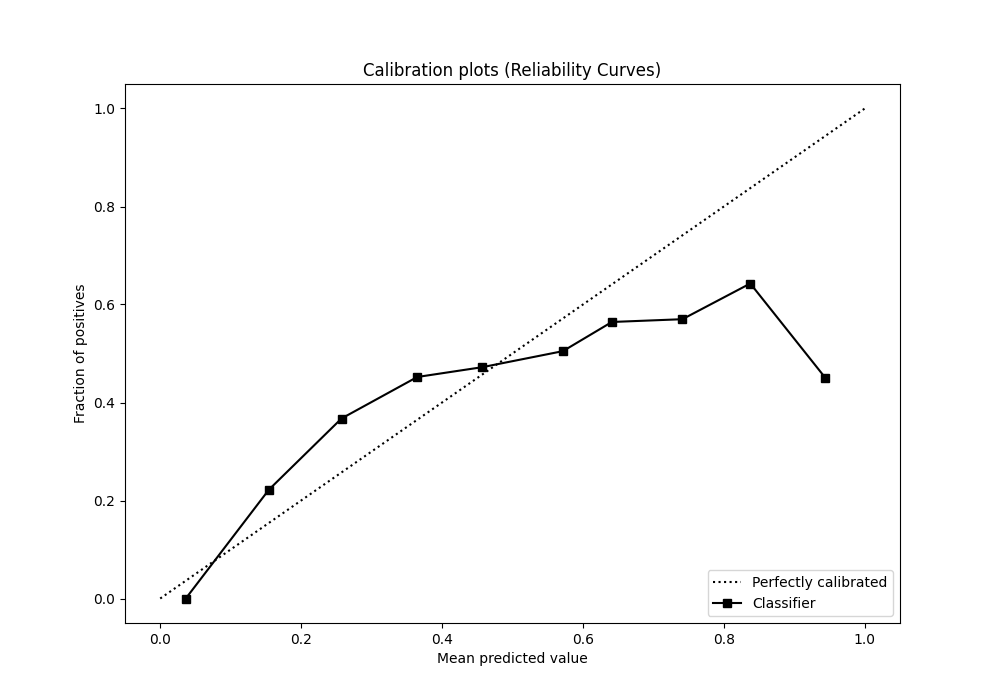 Calibration plots (Reliability Curves)
1.0
0.8
0.6
0.4
0.2
0.0
Fraction of positives
0.0 0.2 0.4 0.6 0.8 1.0
Mean predicted value
Perfectly calibrated
Classifier